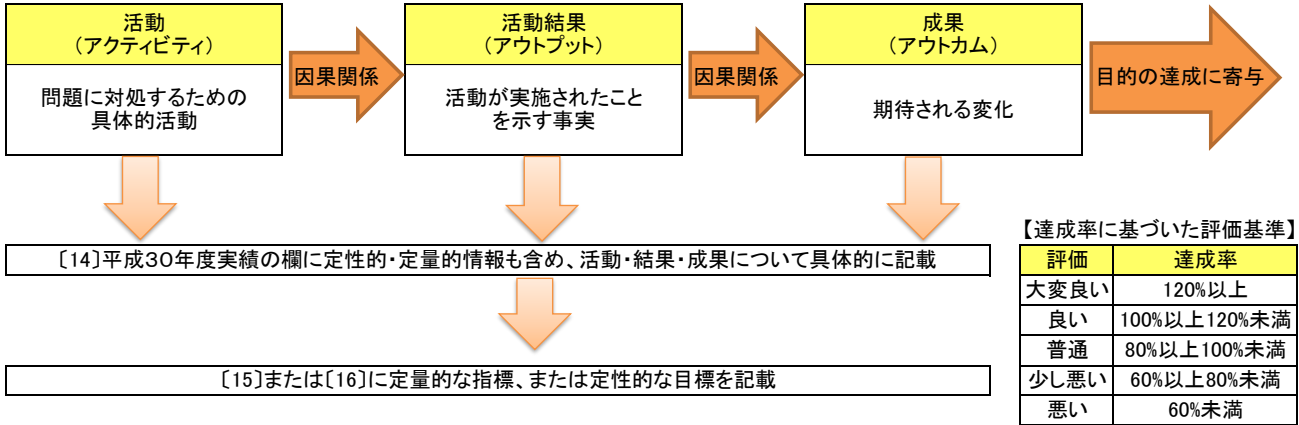 活動
（アクティビティ）
問題に対処するための
具体的活動
因果関係
活動結果
（アウトプット）
活動が実施されたこと
を示す事実
因果関係
成果
（アウトカム）
期待される変化
目的の達成に寄与
〔14〕平成３０年度実績の欄に定性的・定量的情報も含め、活動・結果・成果について具体的に記載
〔15〕または〔16〕に定量的な指標、または定性的な目標を記載
【達成率に基づいた評価基準】
評価 達成率
大変良い 120%以上
良い 100%以上120%未満
普通 80%以上100%未満
少し悪い 60%以上80%未満
悪い 60%未満